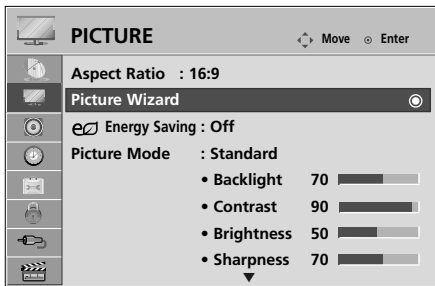 PICTURE Move Enter
Aspect Ratio : 16:9
Picture Wizard
eco Energy Saving : Off
Picture Mode : Standard
• Backlight 70
• Contrast 90
• Brightness 50
• Sharpness 70